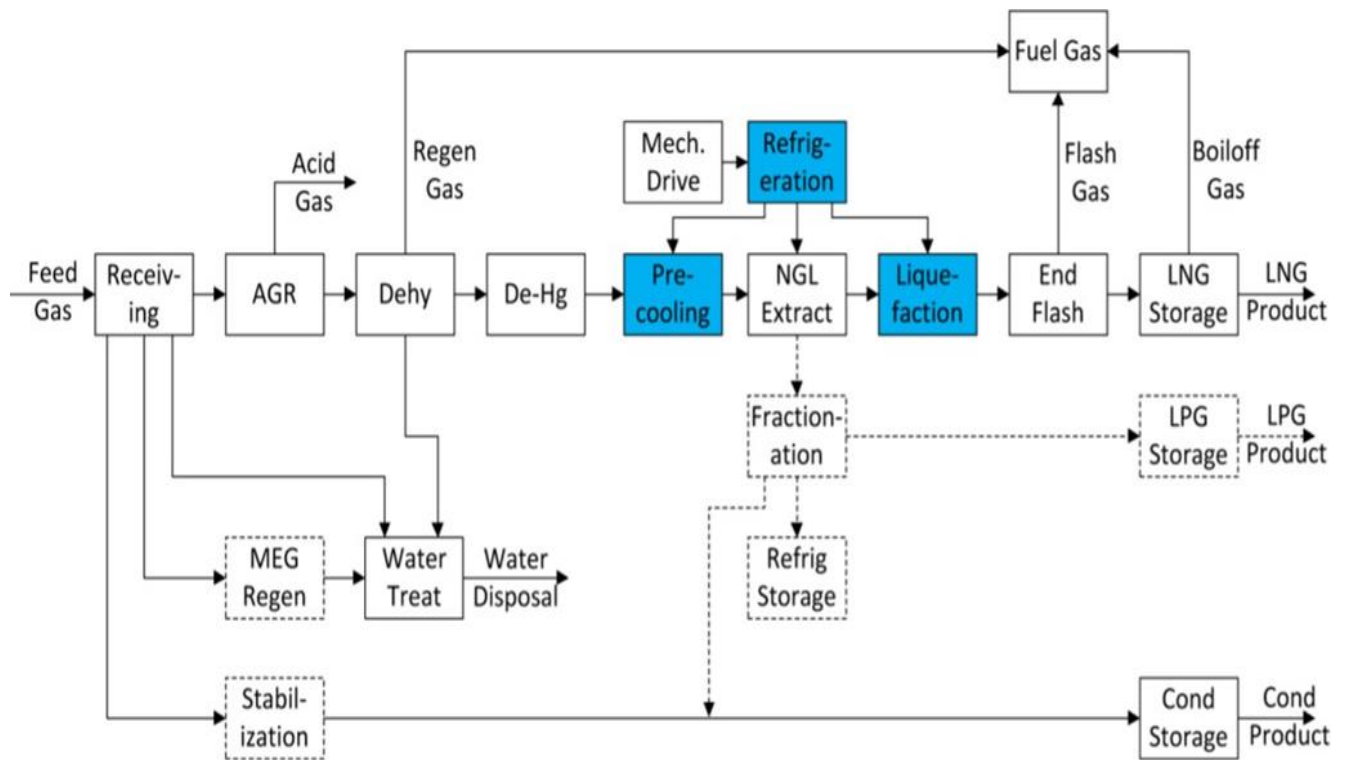 Fuel Gas
Mech.
Drive
Refrig-
eration
Acid
Gas
Regen
Gas
Flash
Gas
Boiloff
Gas
Feed
Gas
Receiv-
ing
AGR
Dehy
De-Hg
Pre-
cooling
NGL
Extract
Lique-
faction
End
Flash
LNG
Storage
LNG
Product
Fraction-
ation
LPG
Storage
LPG
Product
MEG
Regen
Water
Treat
Water
Disposal
Refrig
Storage
Stabil-
ization
Cond
Storage
Cond
Product